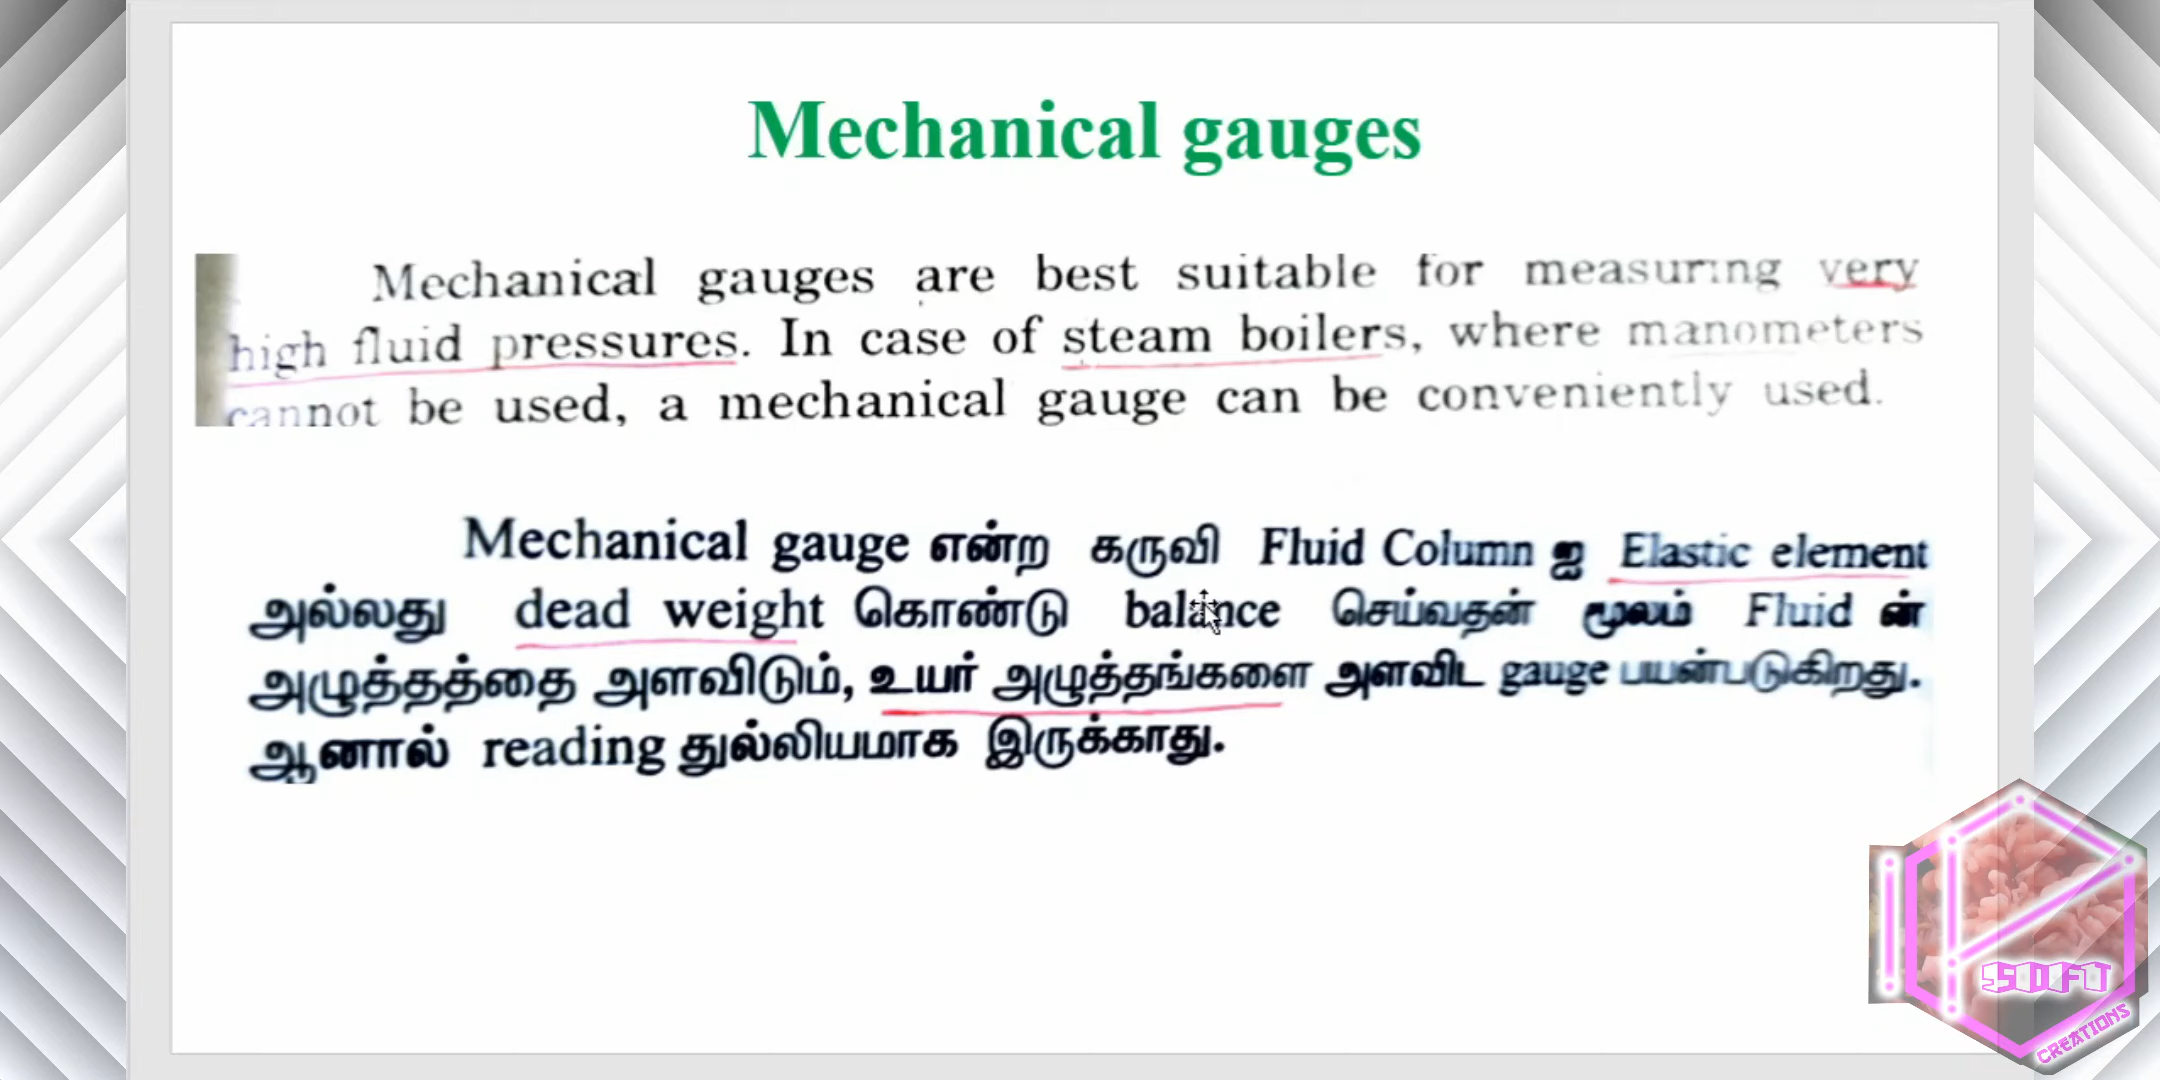 Mechanical gauges
Mechanical gauges are best suitable for measuring very
high fluid pressures. In case of steam boilers, where manometers
cannot be used, a mechanical gauge can be conveniently used.
Mechanical gauge என்ற கருவி Fluid Column ஐ Elastic element
அல்லது dead weight கொண்டு balance செய்வதன் மூலம் Fluid ன்
அழுத்தத்தை அளவிடும், உயர் அழுத்தங்களை அளவிட gauge பயன்படுகிறது.
ஆனால் reading துல்லியமாக இருக்காது.
SOFT
CREATIONS